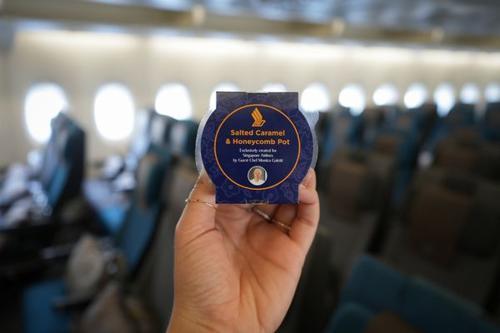 Salted Caramel
& Honeycomb Pot
Exclusively created for
Singapore Airlines
by Guest Chef Monica Galetti